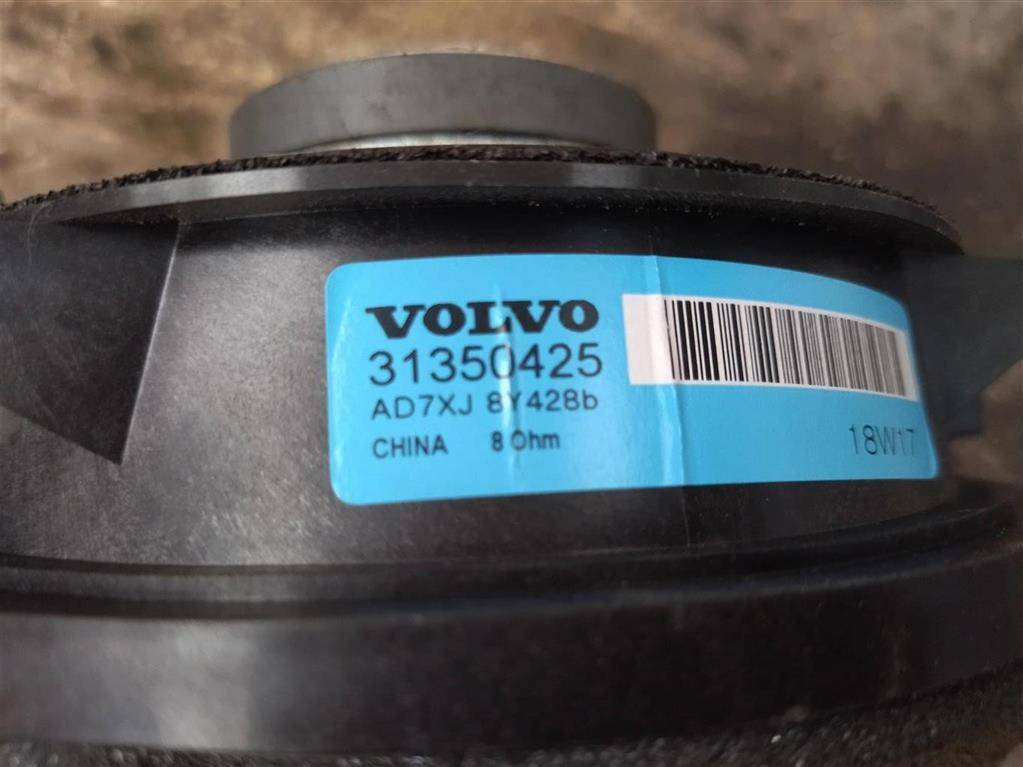 VOLVO
31350425
AD7XJ 8Y428b
CHINA 8 Ohm
18W17